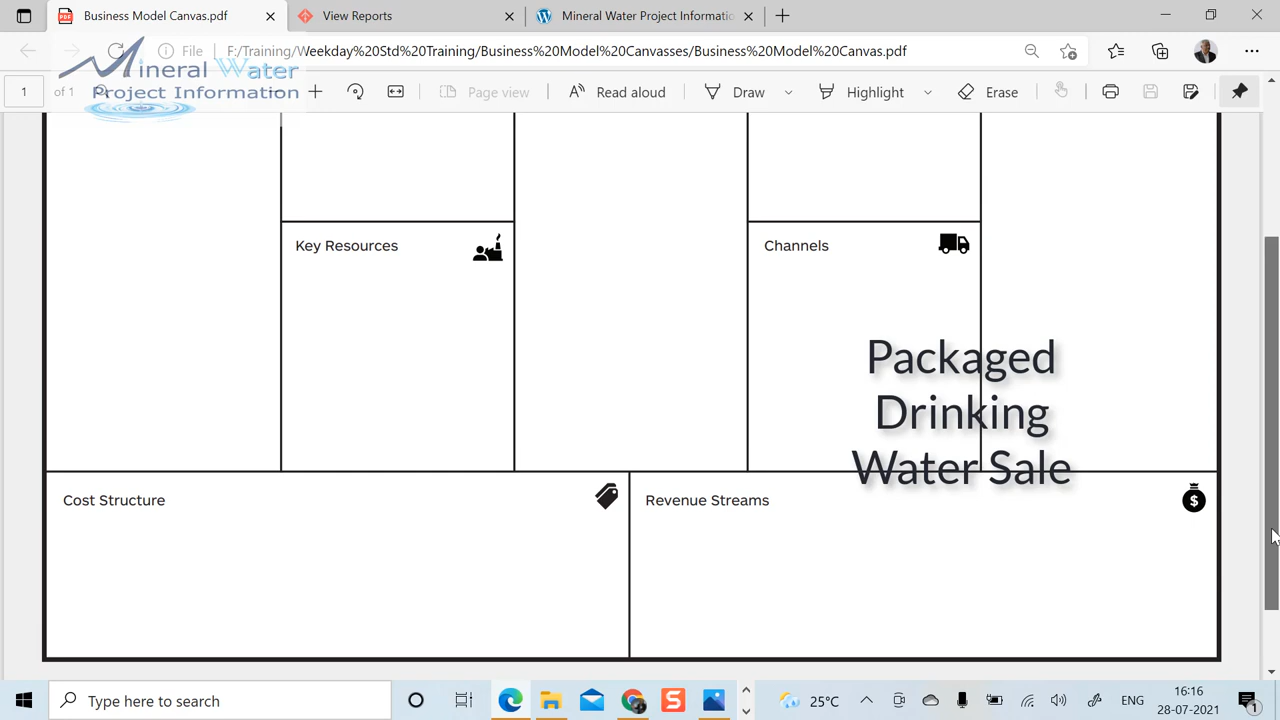 Business Model Canvas.pdf
View Reports
Mineral Water Project Informatio
File
F:/Training/Weekday%20Std%20Training/Business%20Model%20Canvasses/Business%20Model%20Canvas.pdf
Mineral Water
Project Information
1
of 1
Page view
Read aloud
Draw
Highlight
Erase
Key Resources
Channels
Packaged
Drinking
Water Sale
Cost Structure
Revenue Streams
$
Type here to search
S
25°C
ENG
16:16
28-07-2021
1